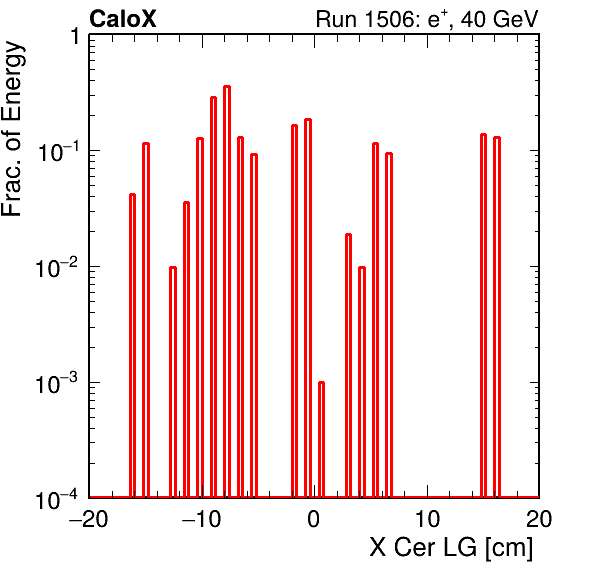 CaloX Run 1506: e⁺, 40 GeV
Frac. of Energy
1
10⁻¹
10⁻²
10⁻³
10⁻⁴
−20 −10 0 10 20
X Cer LG [cm]